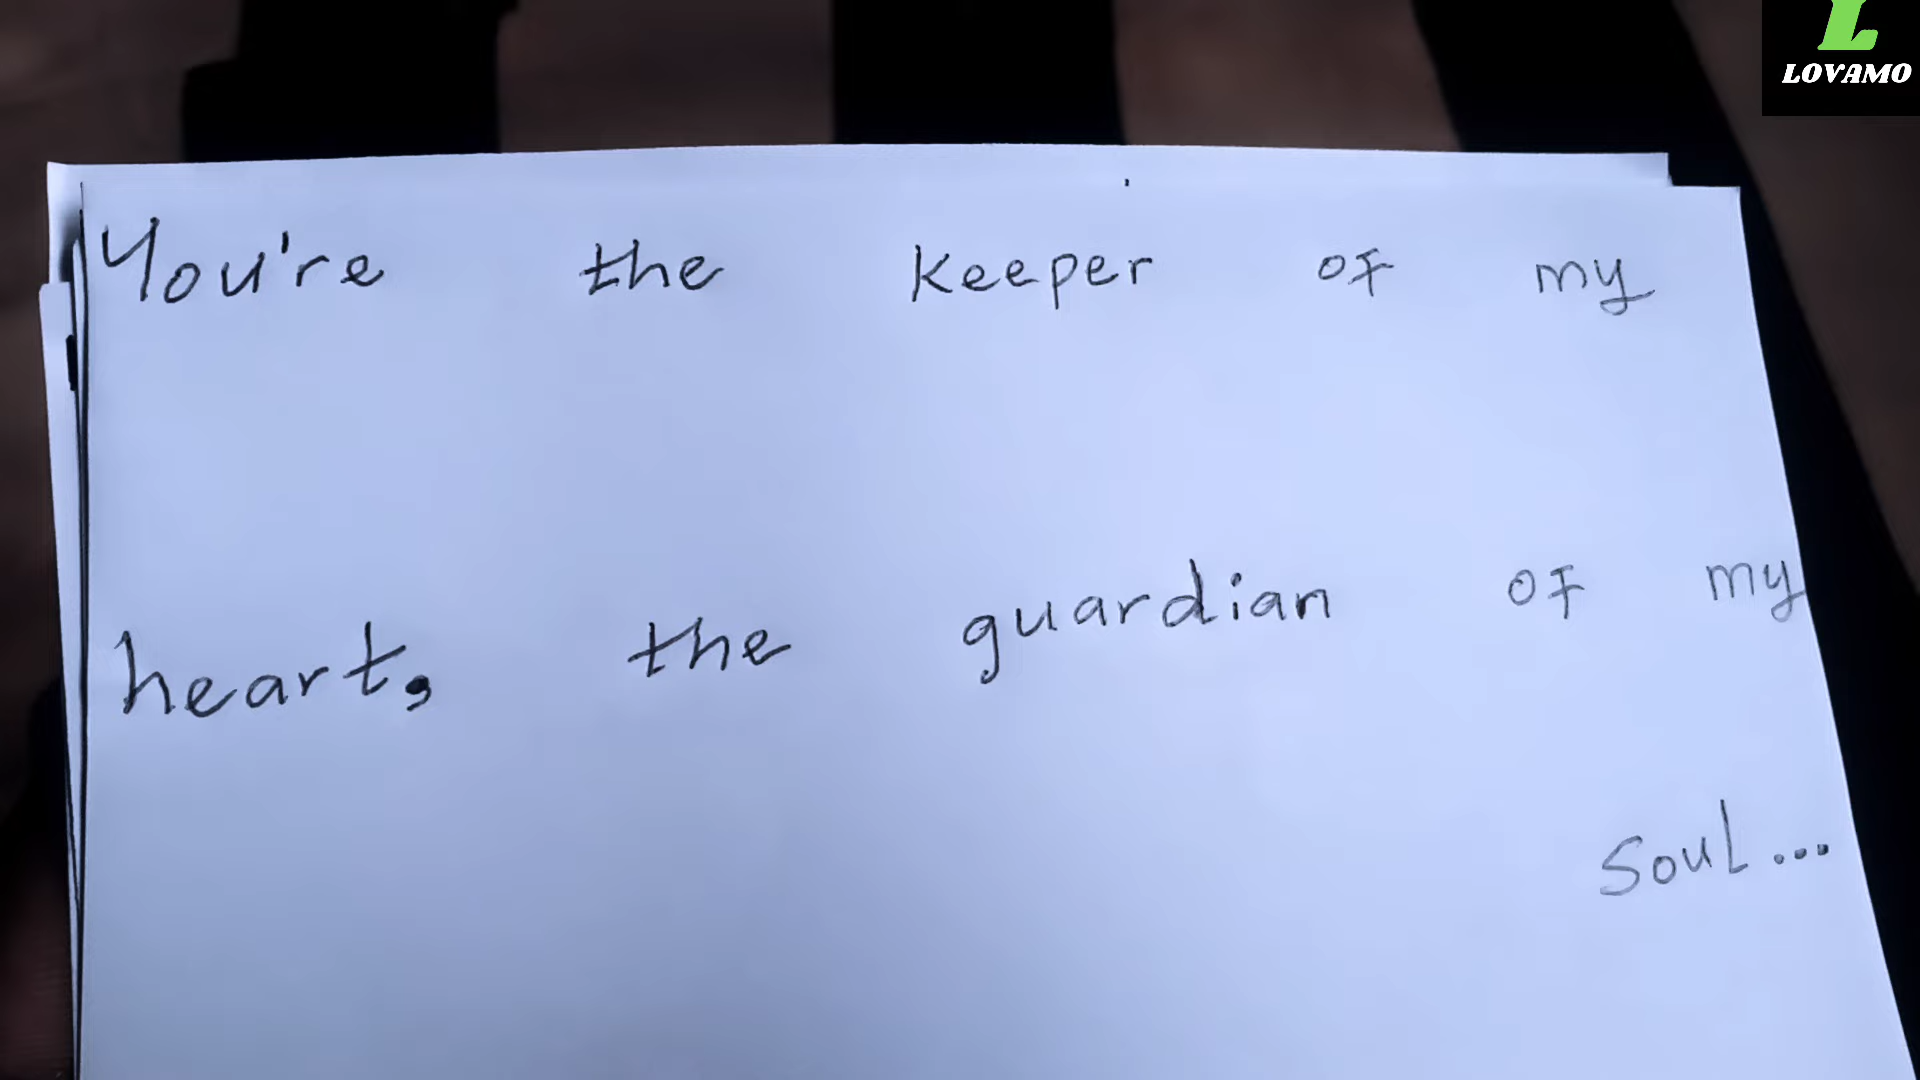 LOVAMO
You're the keeper of my
heart, the guardian of my
soul...